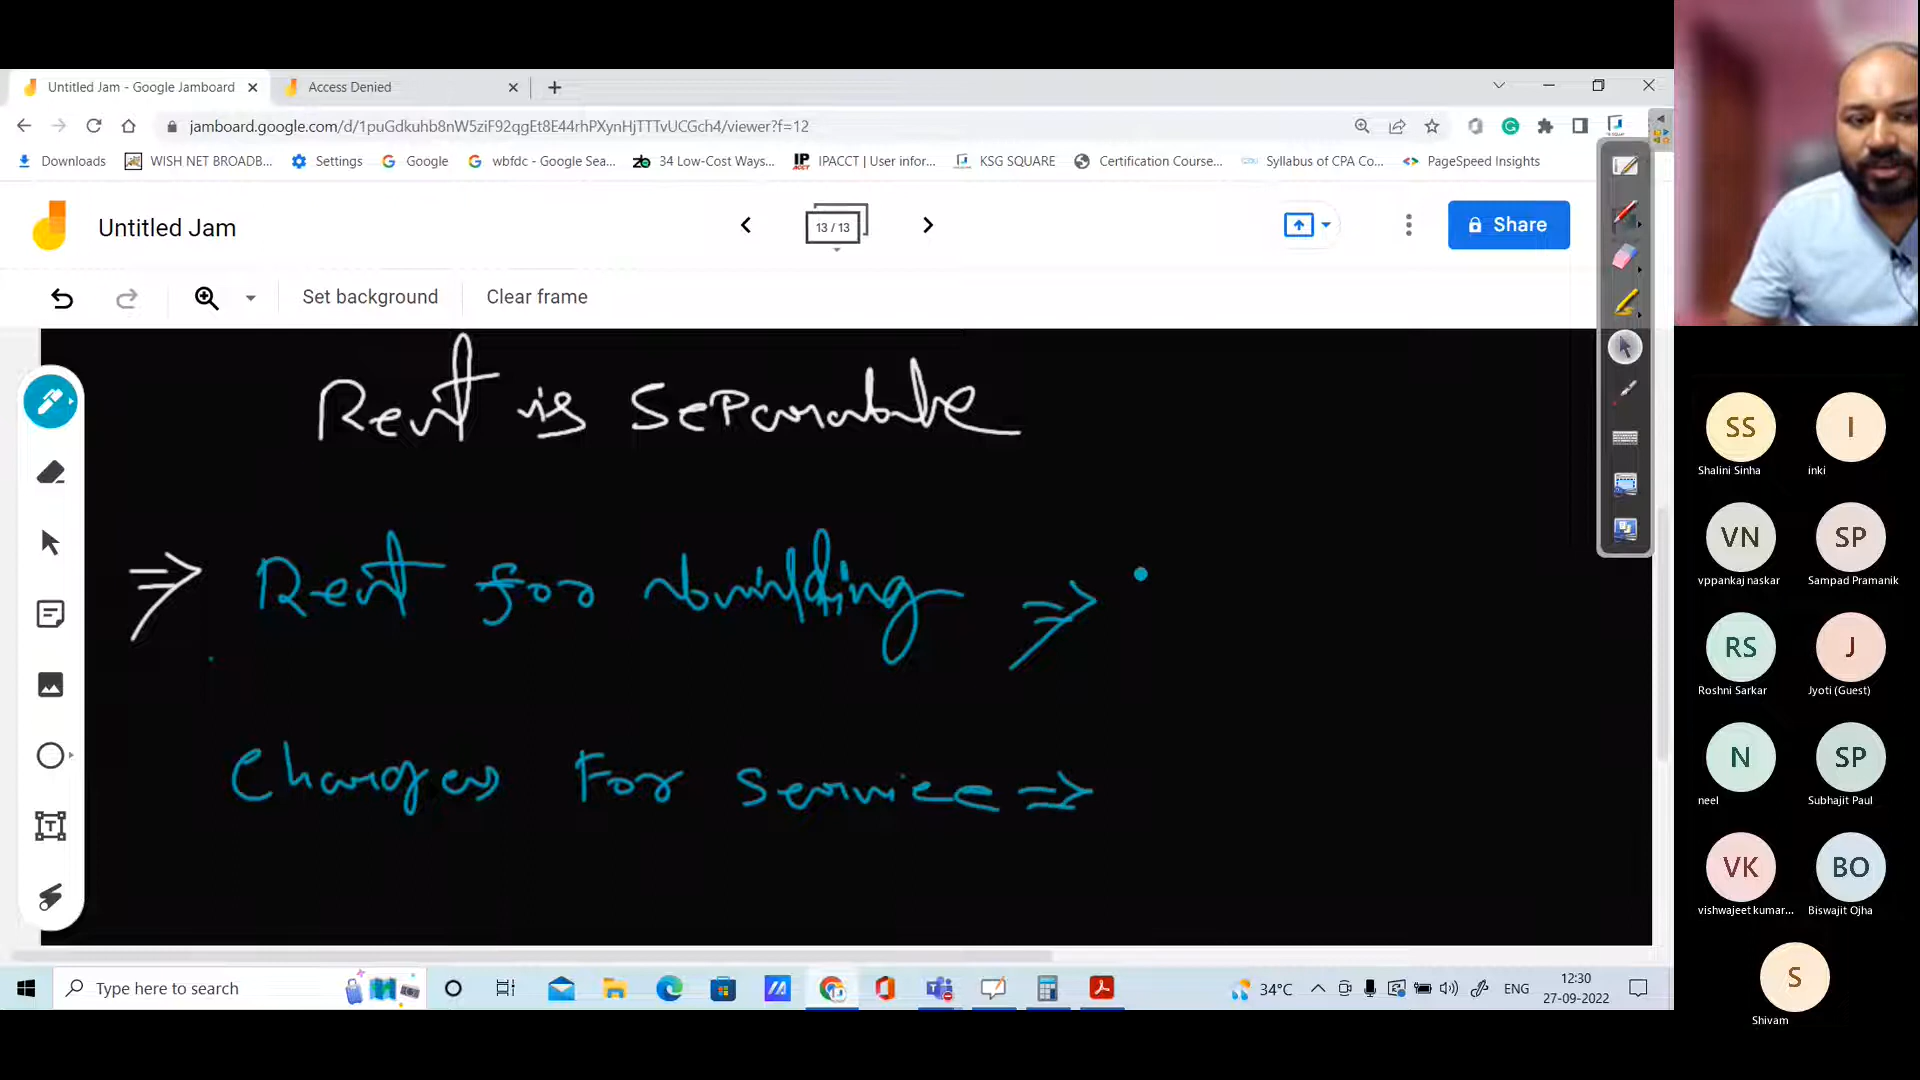 Untitled Jam - Google Jamboard
Access Denied
jamboard.google.com/d/1puGdkuhb8nW5ziF92qgEt8E44rhPXynHjTTTvUCGch4/viewer?f=12
Downloads
WISH NET BROADB...
Settings
Google
wbfdc - Google Sea...
34 Low-Cost Ways...
IPACCT | User infor...
KSG SQUARE
Certification Course...
Syllabus of CPA Co...
PageSpeed Insights
Untitled Jam
13 / 13
Share
Set background
Clear frame
Rent is Separable
⇒ Rent for building ⇒
Charges For Service ⇒
SS
Shalini Sinha
I
inki
VN
vppankaj naskar
SP
Sampad Pramanik
RS
Roshni Sarkar
J
Jyoti (Guest)
N
neel
SP
Subhajit Paul
VK
vishwajeet kumar...
BO
Biswajit Ojha
S
Shivam
Type here to search
34°C
ENG
12:30
27-09-2022